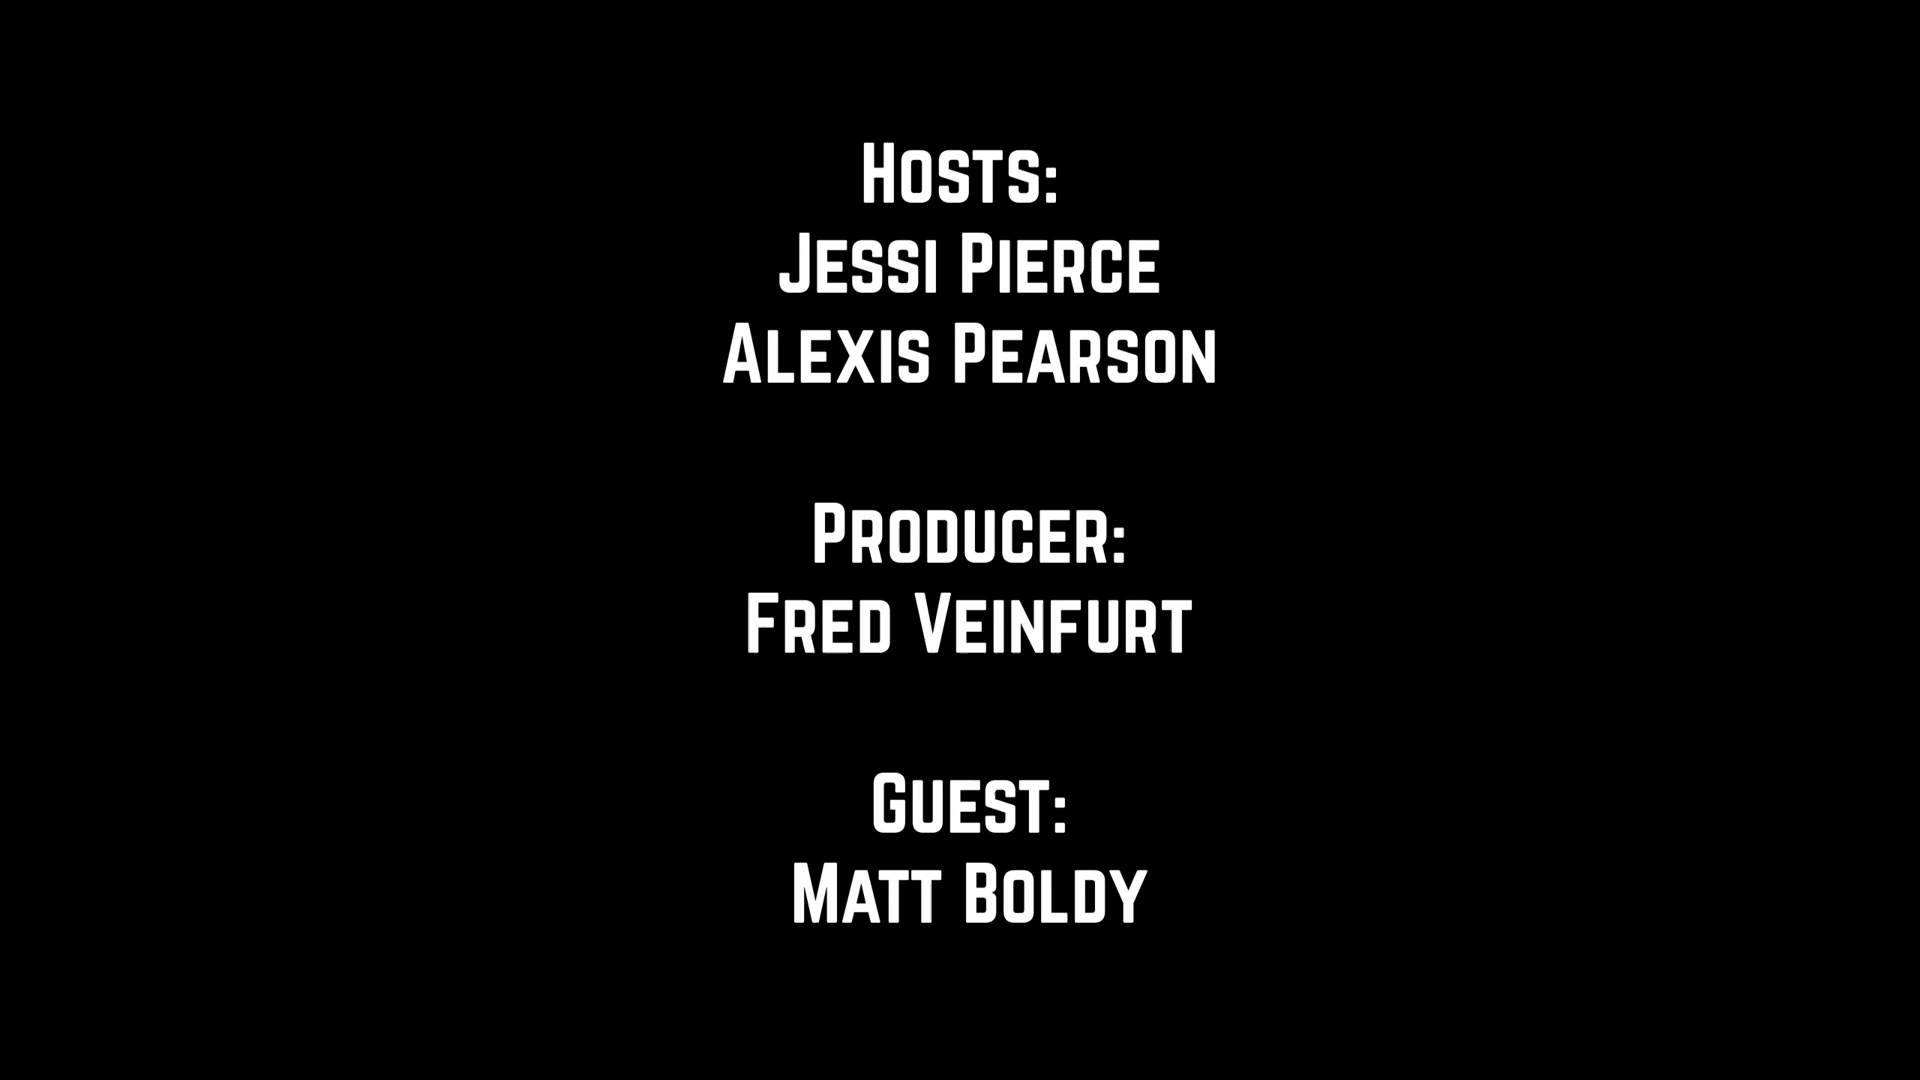 Hosts:
Jessi Pierce
Alexis Pearson
Producer:
Fred Veinfurt
Guest:
Matt Boldy